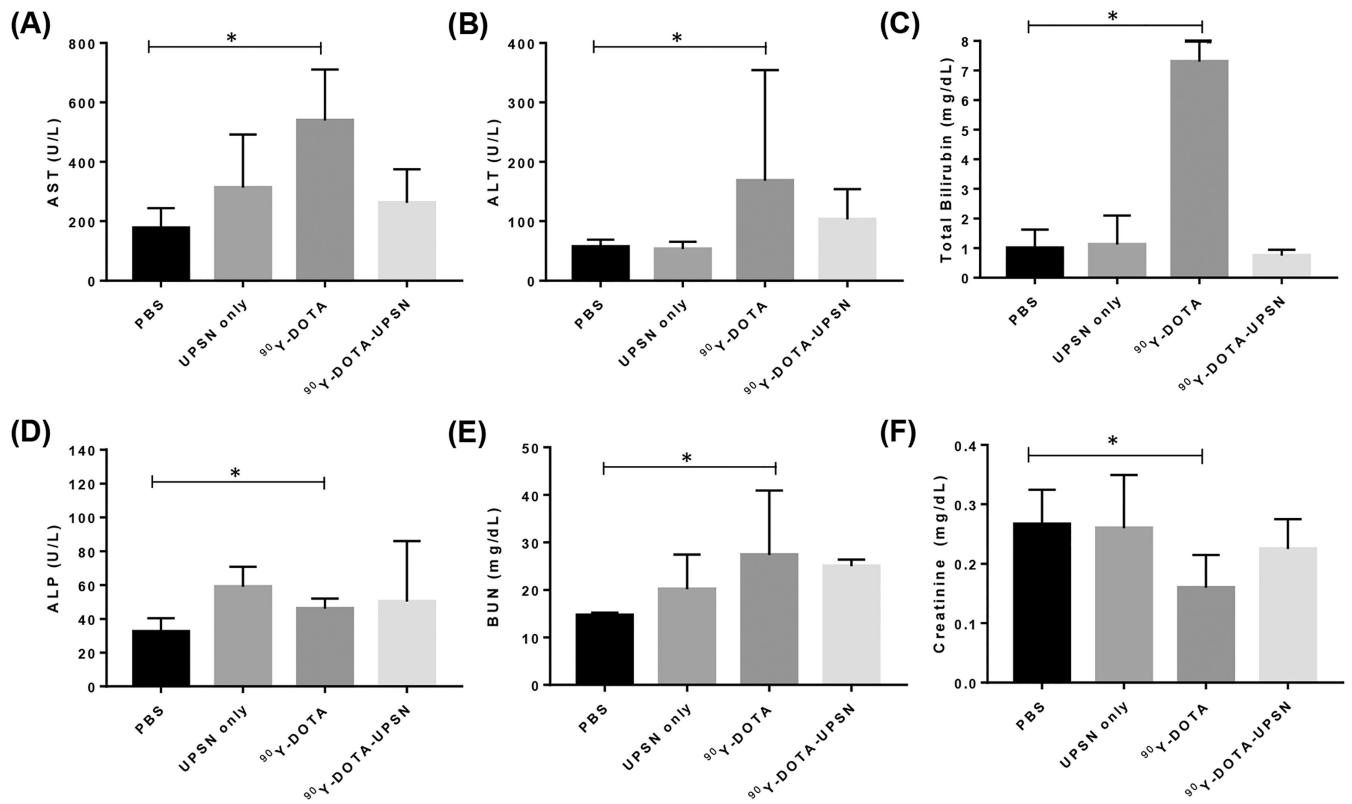 (A)
AST (U/L)
800
600
400
200
0
*
PBS
UPSN only
⁹⁰Y-DOTA
⁹⁰Y-DOTA-UPSN
(B)
ALT (U/L)
400
300
200
100
0
*
PBS
UPSN only
⁹⁰Y-DOTA
⁹⁰Y-DOTA-UPSN
(C)
Total Bilirubin (mg/dL)
8
7
6
5
4
3
2
1
0
*
PBS
UPSN only
⁹⁰Y-DOTA
⁹⁰Y-DOTA-UPSN
(D)
ALP (U/L)
140
120
100
80
60
40
20
0
*
PBS
UPSN only
⁹⁰Y-DOTA
⁹⁰Y-DOTA-UPSN
(E)
BUN (mg/dL)
50
40
30
20
10
0
*
PBS
UPSN only
⁹⁰Y-DOTA
⁹⁰Y-DOTA-UPSN
(F)
Creatinine (mg/dL)
0.4
0.3
0.2
0.1
0.0
*
PBS
UPSN only
⁹⁰Y-DOTA
⁹⁰Y-DOTA-UPSN